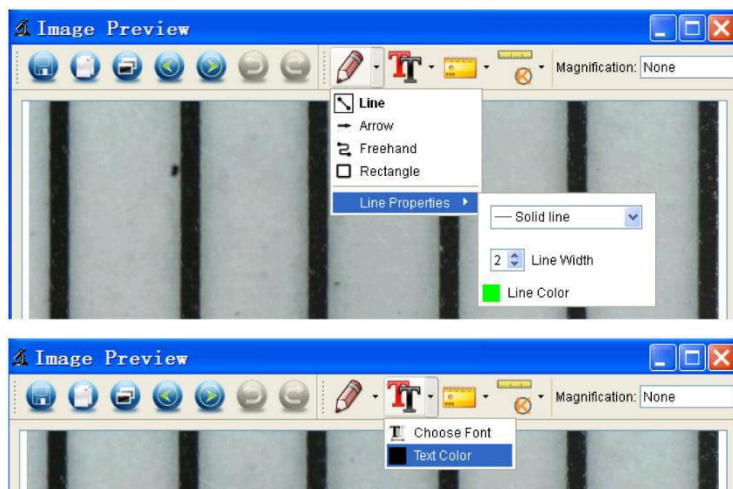 Image Preview
Magnification: None
Line
Arrow
Freehand
Rectangle
Line Properties
Solid line
2 Line Width
Line Color
Image Preview
Magnification: None
Choose Font
Text Color